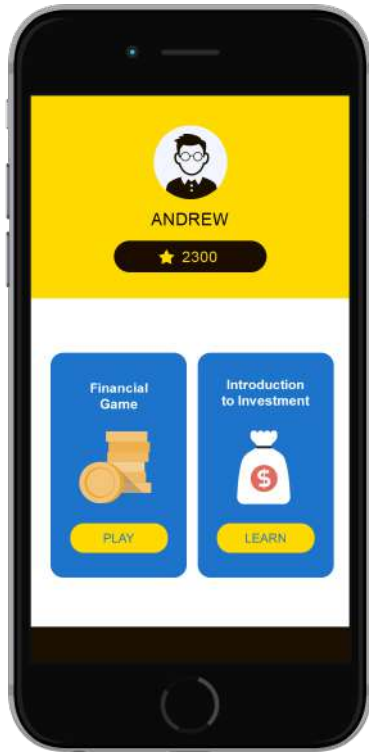 ANDREW
2300
Financial
Game
Introduction
to Investment
$
PLAY
LEARN